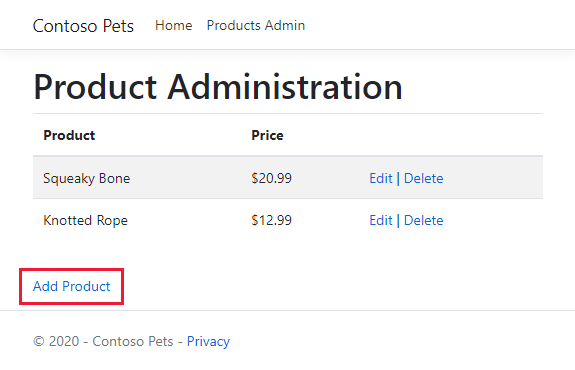 Contoso Pets Home Products Admin
Product Administration
Product Price
Squeaky Bone $20.99 Edit | Delete
Knotted Rope $12.99 Edit | Delete
Add Product
© 2020 - Contoso Pets - Privacy